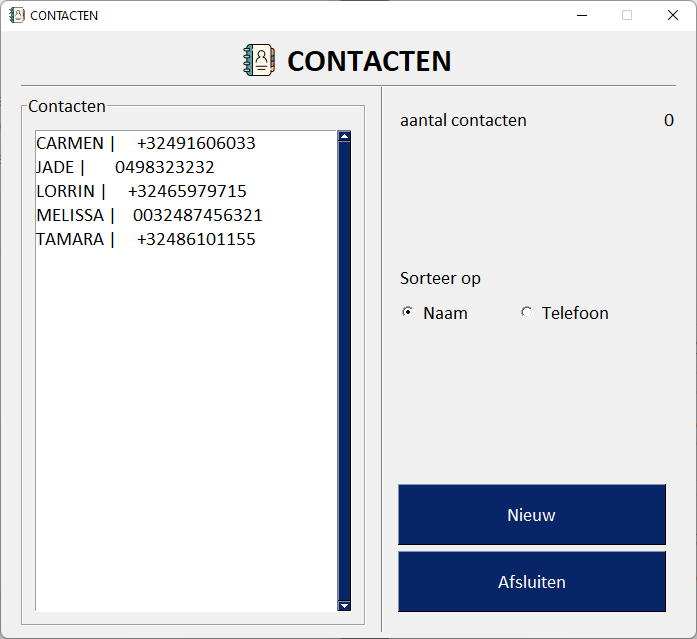 CONTACTEN
CONTACTEN
Contacten
CARMEN | +32491606033
JADE | 0498323232
LORRIN | +32465979715
MELISSA | 0032487456321
TAMARA | +32486101155
aantal contacten 0
Sorteer op
Naam Telefoon
Nieuw
Afsluiten